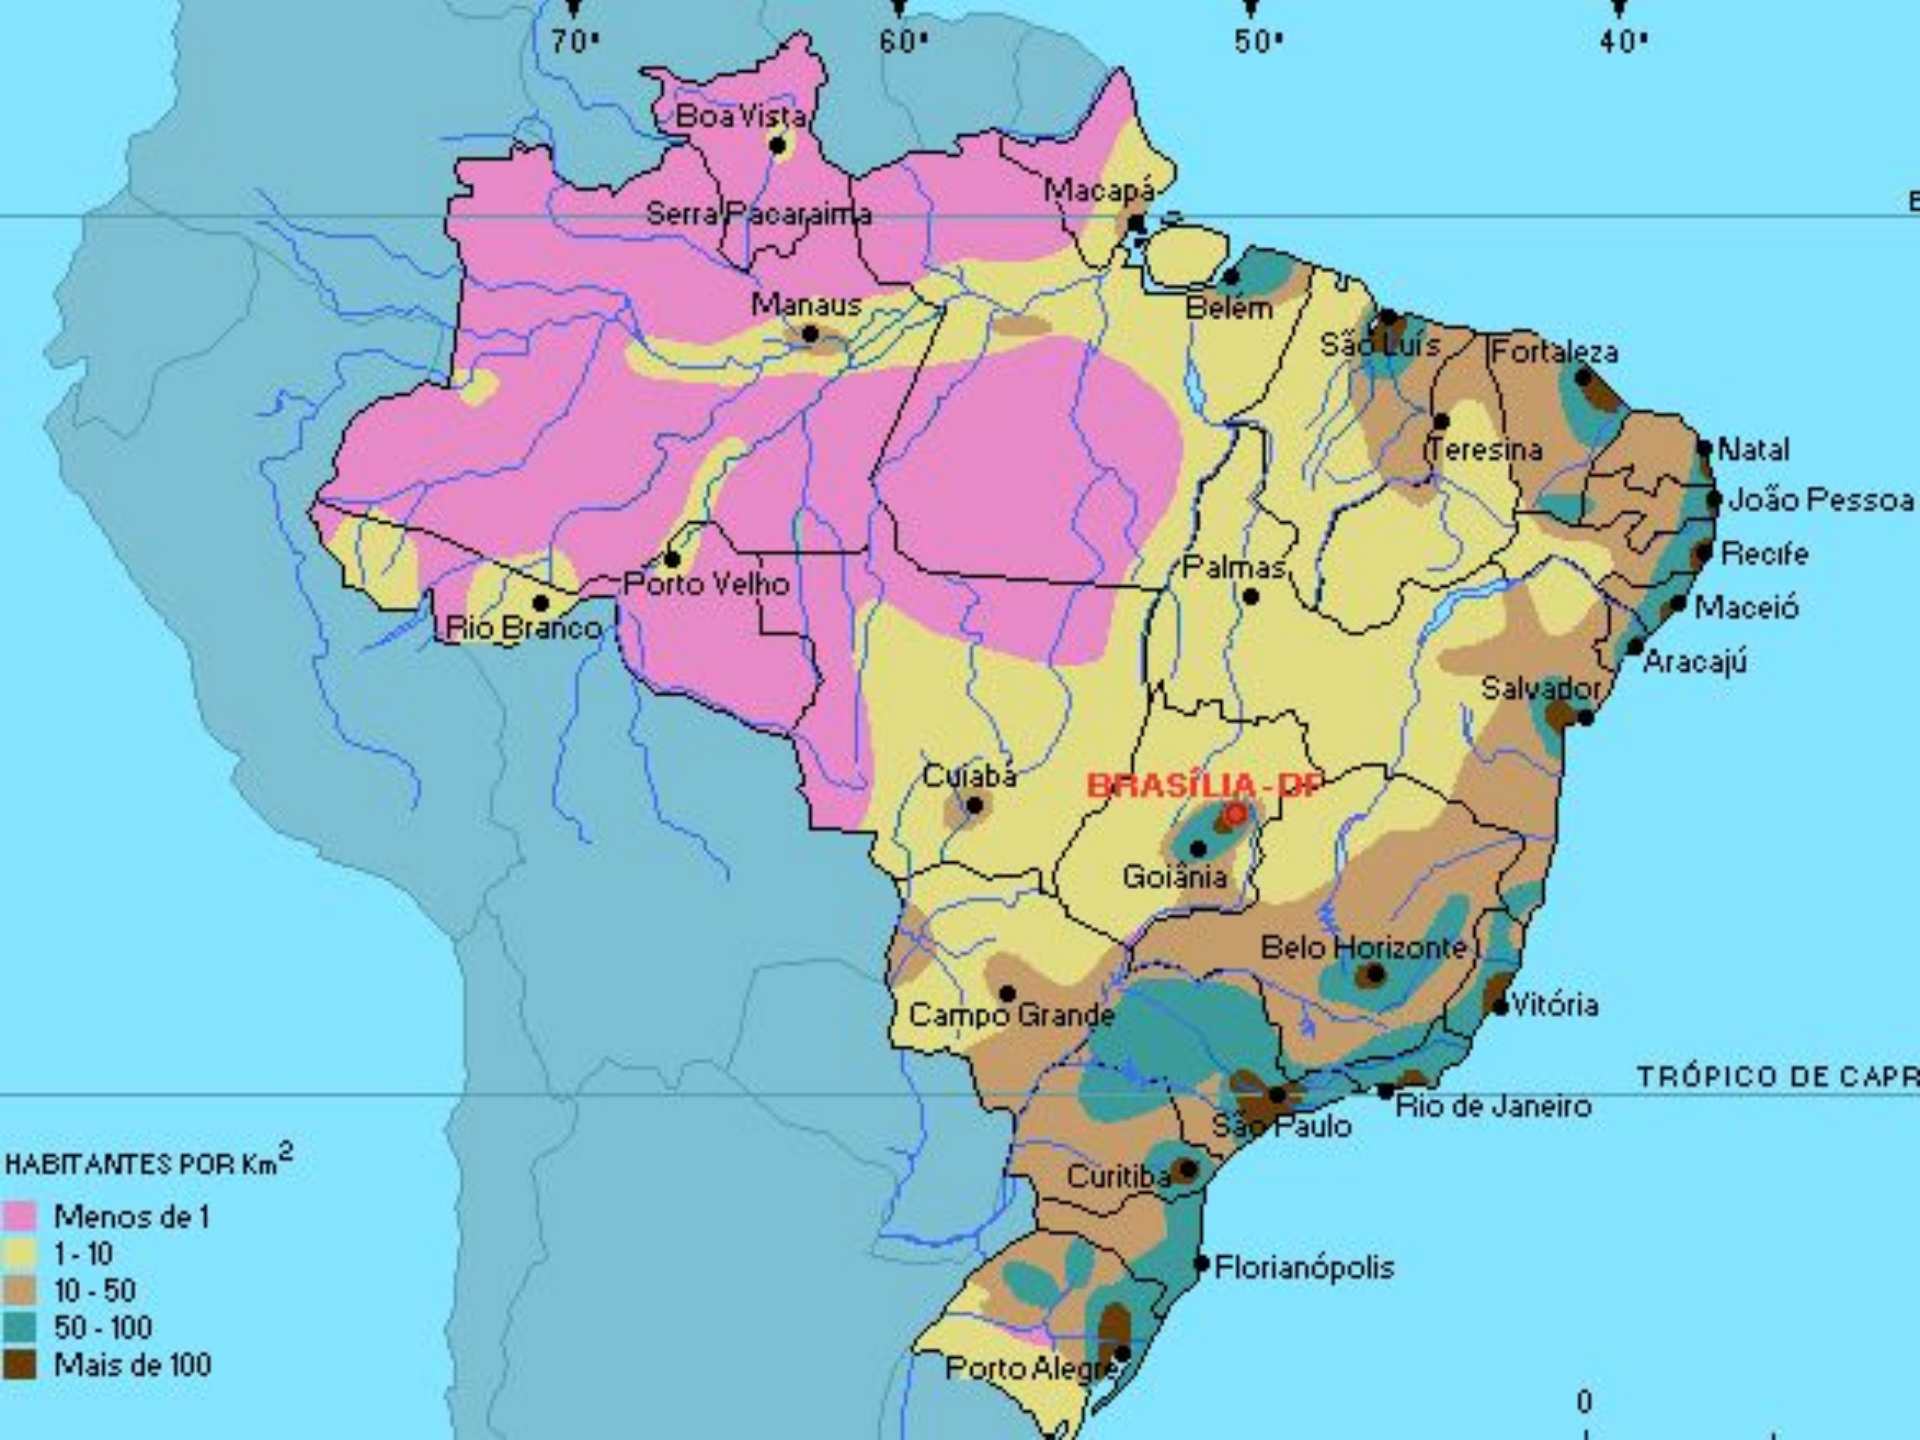 70°
60°
50°
40°
Boa Vista
Macapá
Serra Pacaraima
Manaus
Belém
São Luís
Fortaleza
Teresina
Natal
João Pessoa
Recife
Palmas
Porto Velho
Rio Branco
Maceió
Aracajú
Salvador
Cuiabá
BRASÍLIA - DF
Goiânia
Belo Horizonte
Vitória
Campo Grande
TRÓPICO DE CAPR
Rio de Janeiro
São Paulo
Curitiba
Florianópolis
Porto Alegre
HABITANTES POR Km²
Menos de 1
1 - 10
10 - 50
50 - 100
Mais de 100
0